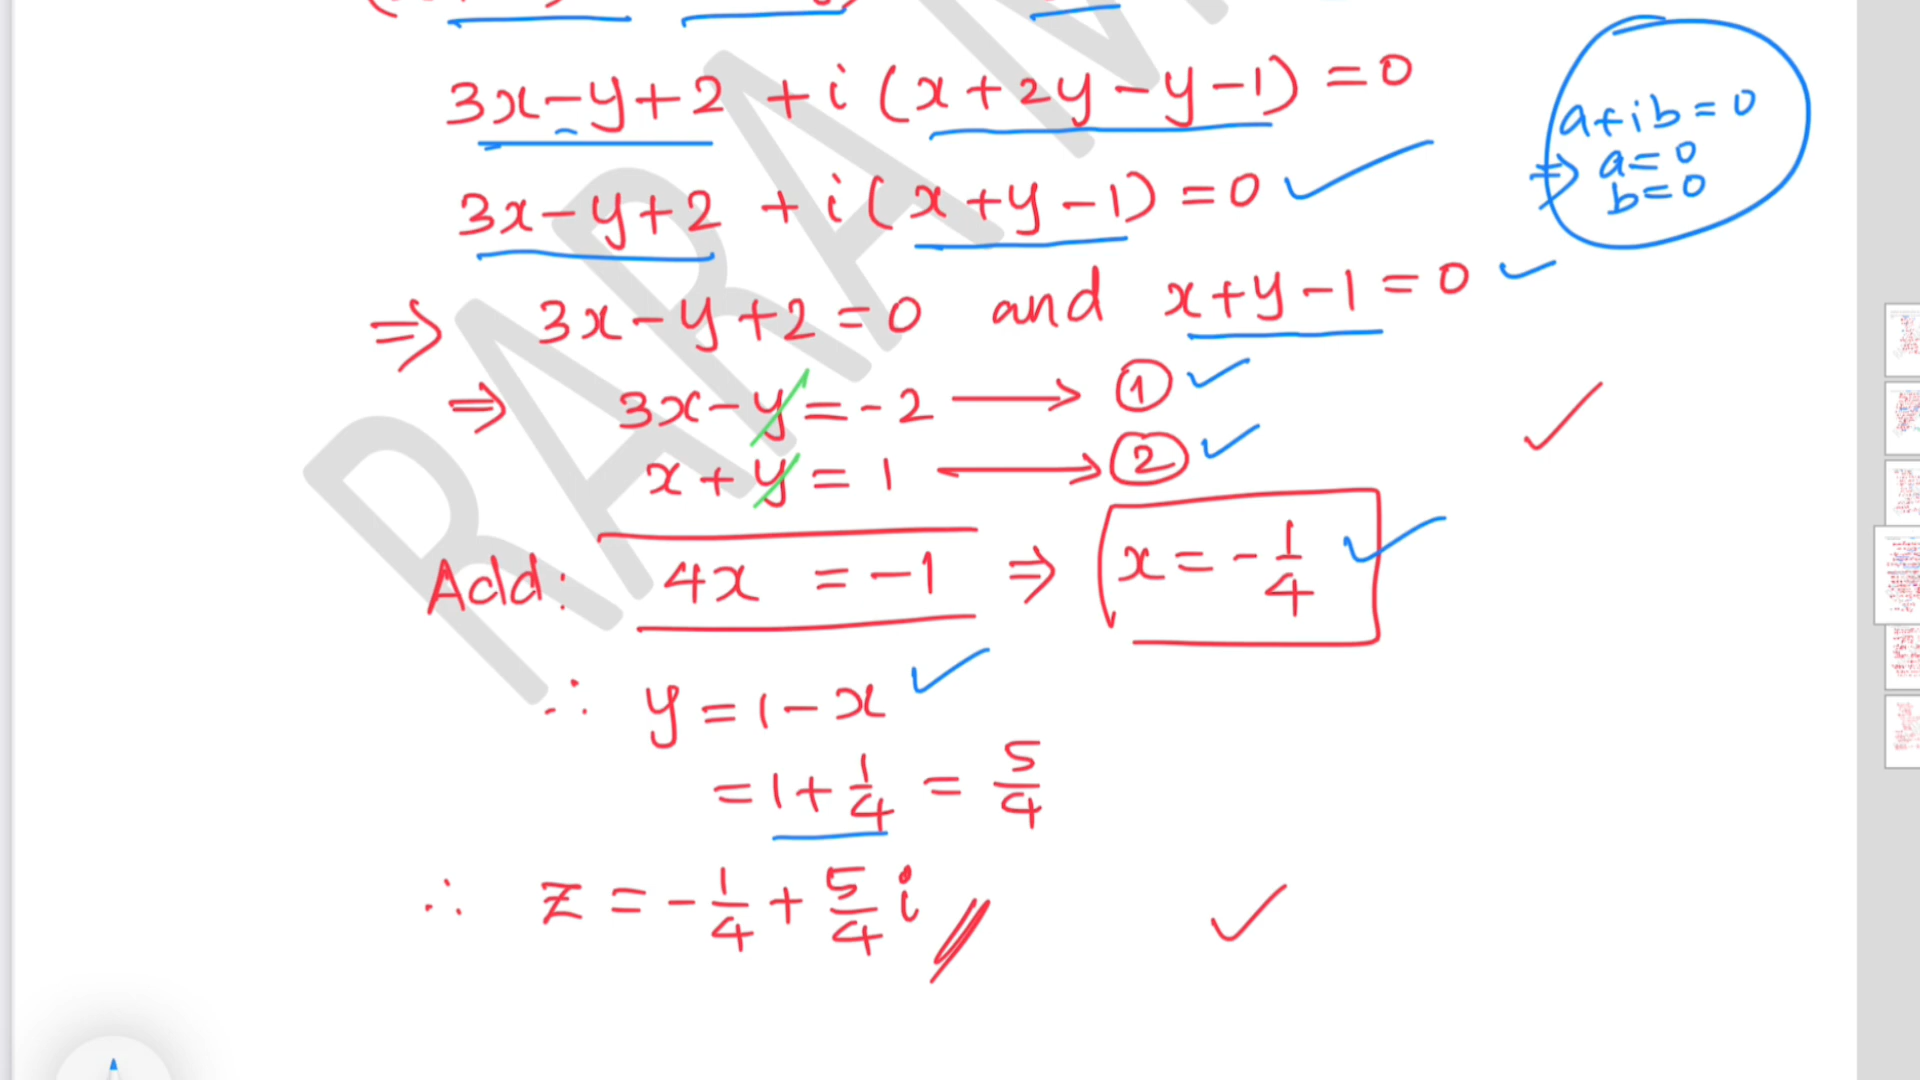 3x-y+2 +i (x+2y-y-1) =0
3x-y+2 +i (x+y-1) =0
a+ib=0
⇒ a=0
b=0
⇒ 3x-y+2=0 and x+y-1=0
⇒ 3x-y=-2 → ①
x+y=1 → ②
Add: 4x =-1 ⇒ x=-1/4
∴ y=1-x
=1+1/4 = 5/4
∴ z=-1/4+5/4 i